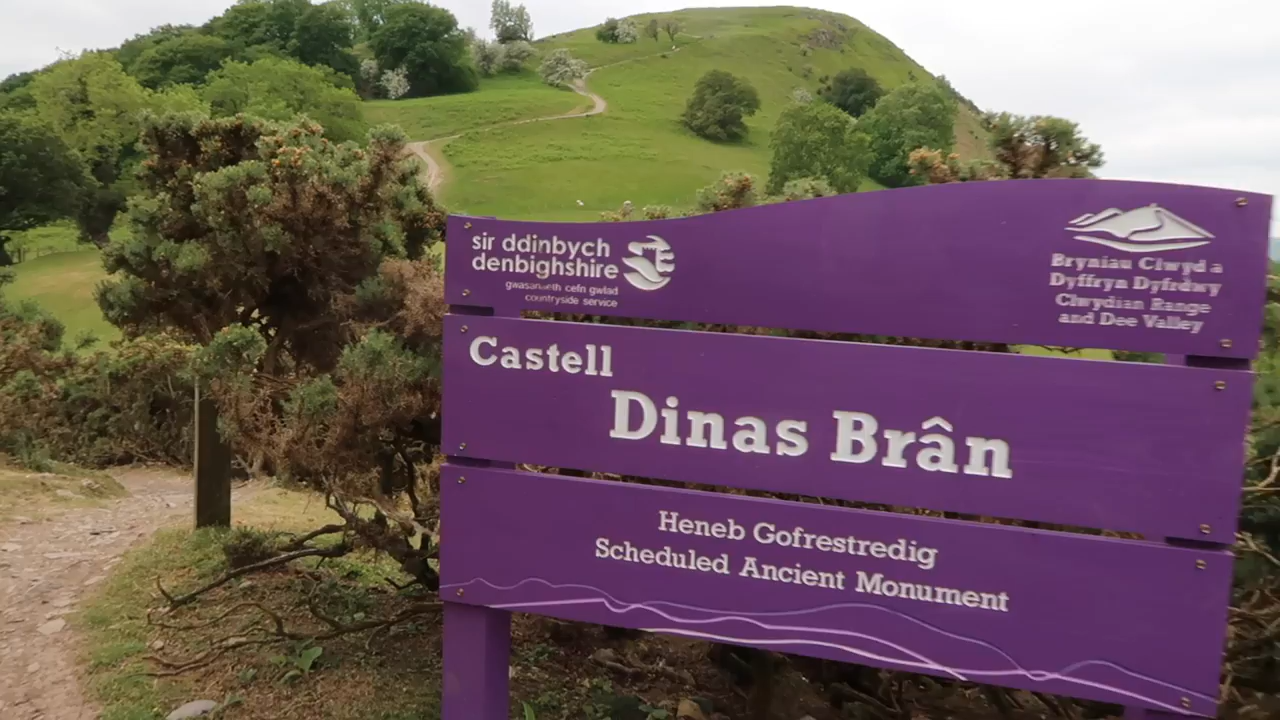 sir ddinbych
denbighshire
gwasanaeth cefn gwlad
countryside service
Bryniau Clwyd a
Dyffryn Dyfrdwy
Clwydian Range
and Dee Valley
Castell
Dinas Brân
Heneb Gofrestredig
Scheduled Ancient Monument